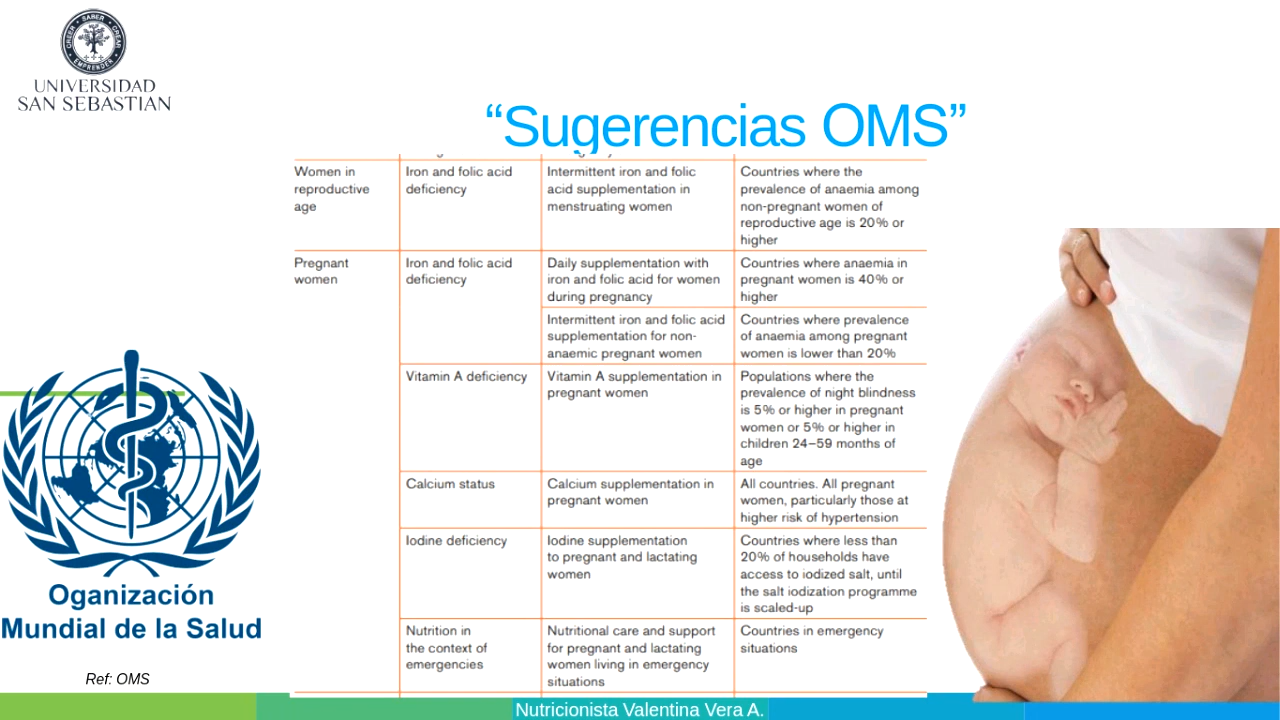 CREER SABER CREAR
EMPRENDER
UNIVERSIDAD
SAN SEBASTIAN
“Sugerencias OMS”
Women in
reproductive
age
Iron and folic acid
deficiency
Intermittent iron and folic
acid supplementation in
menstruating women
Countries where the
prevalence of anaemia among
non-pregnant women of
reproductive age is 20% or
higher
Pregnant
women
Iron and folic acid
deficiency
Daily supplementation with
iron and folic acid for women
during pregnancy
Countries where anaemia in
pregnant women is 40% or
higher
Intermittent iron and folic acid
supplementation for non-
anaemic pregnant women
Countries where prevalence
of anaemia among pregnant
women is lower than 20%
Vitamin A deficiency
Vitamin A supplementation in
pregnant women
Populations where the
prevalence of night blindness
is 5% or higher in pregnant
women or 5% or higher in
children 24–59 months of
age
Calcium status
Calcium supplementation in
pregnant women
All countries. All pregnant
women, particularly those at
higher risk of hypertension
Iodine deficiency
Iodine supplementation
to pregnant and lactating
women
Countries where less than
20% of households have
access to iodized salt, until
the salt iodization programme
is scaled-up
Nutrition in
the context of
emergencies
Nutritional care and support
for pregnant and lactating
women living in emergency
situations
Countries in emergency
situations
Oganización
Mundial de la Salud
Ref: OMS
Nutricionista Valentina Vera A.